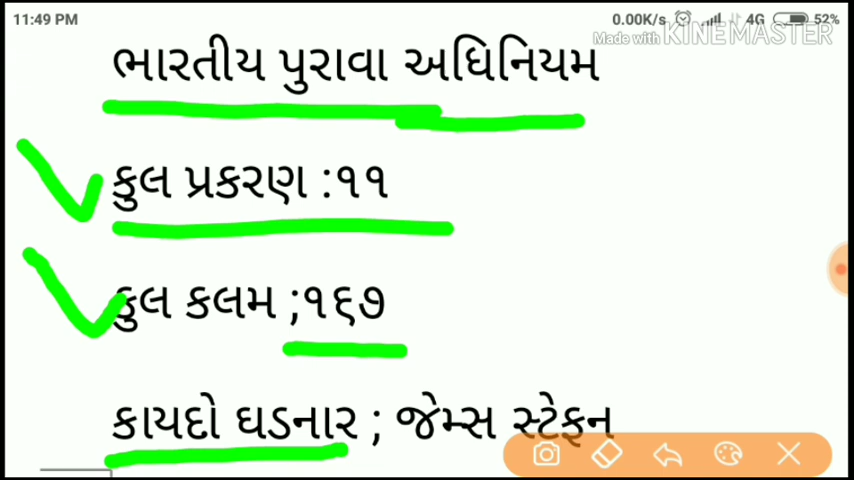 11:49 PM 0.00K/s 4G 52%
Made with KINEMASTER
ભારતીય પુરાવા અધિનિયમ
કુલ પ્રકરણ :૧૧
કુલ કલમ ;૧૬૭
કાયદો ઘડનાર ; જેમ્સ સ્ટેફન